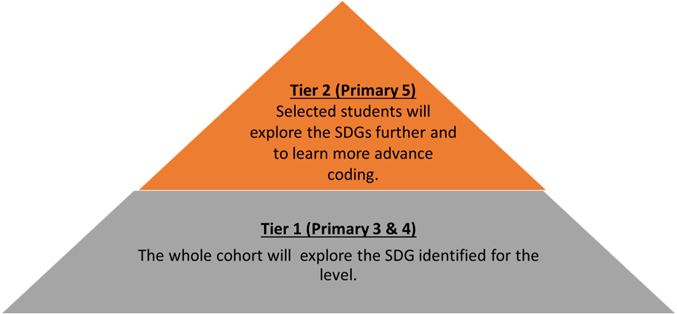 Tier 2 (Primary 5)
Selected students will
explore the SDGs further and
to learn more advance
coding.
Tier 1 (Primary 3 & 4)
The whole cohort will  explore the SDG identified for the
level.